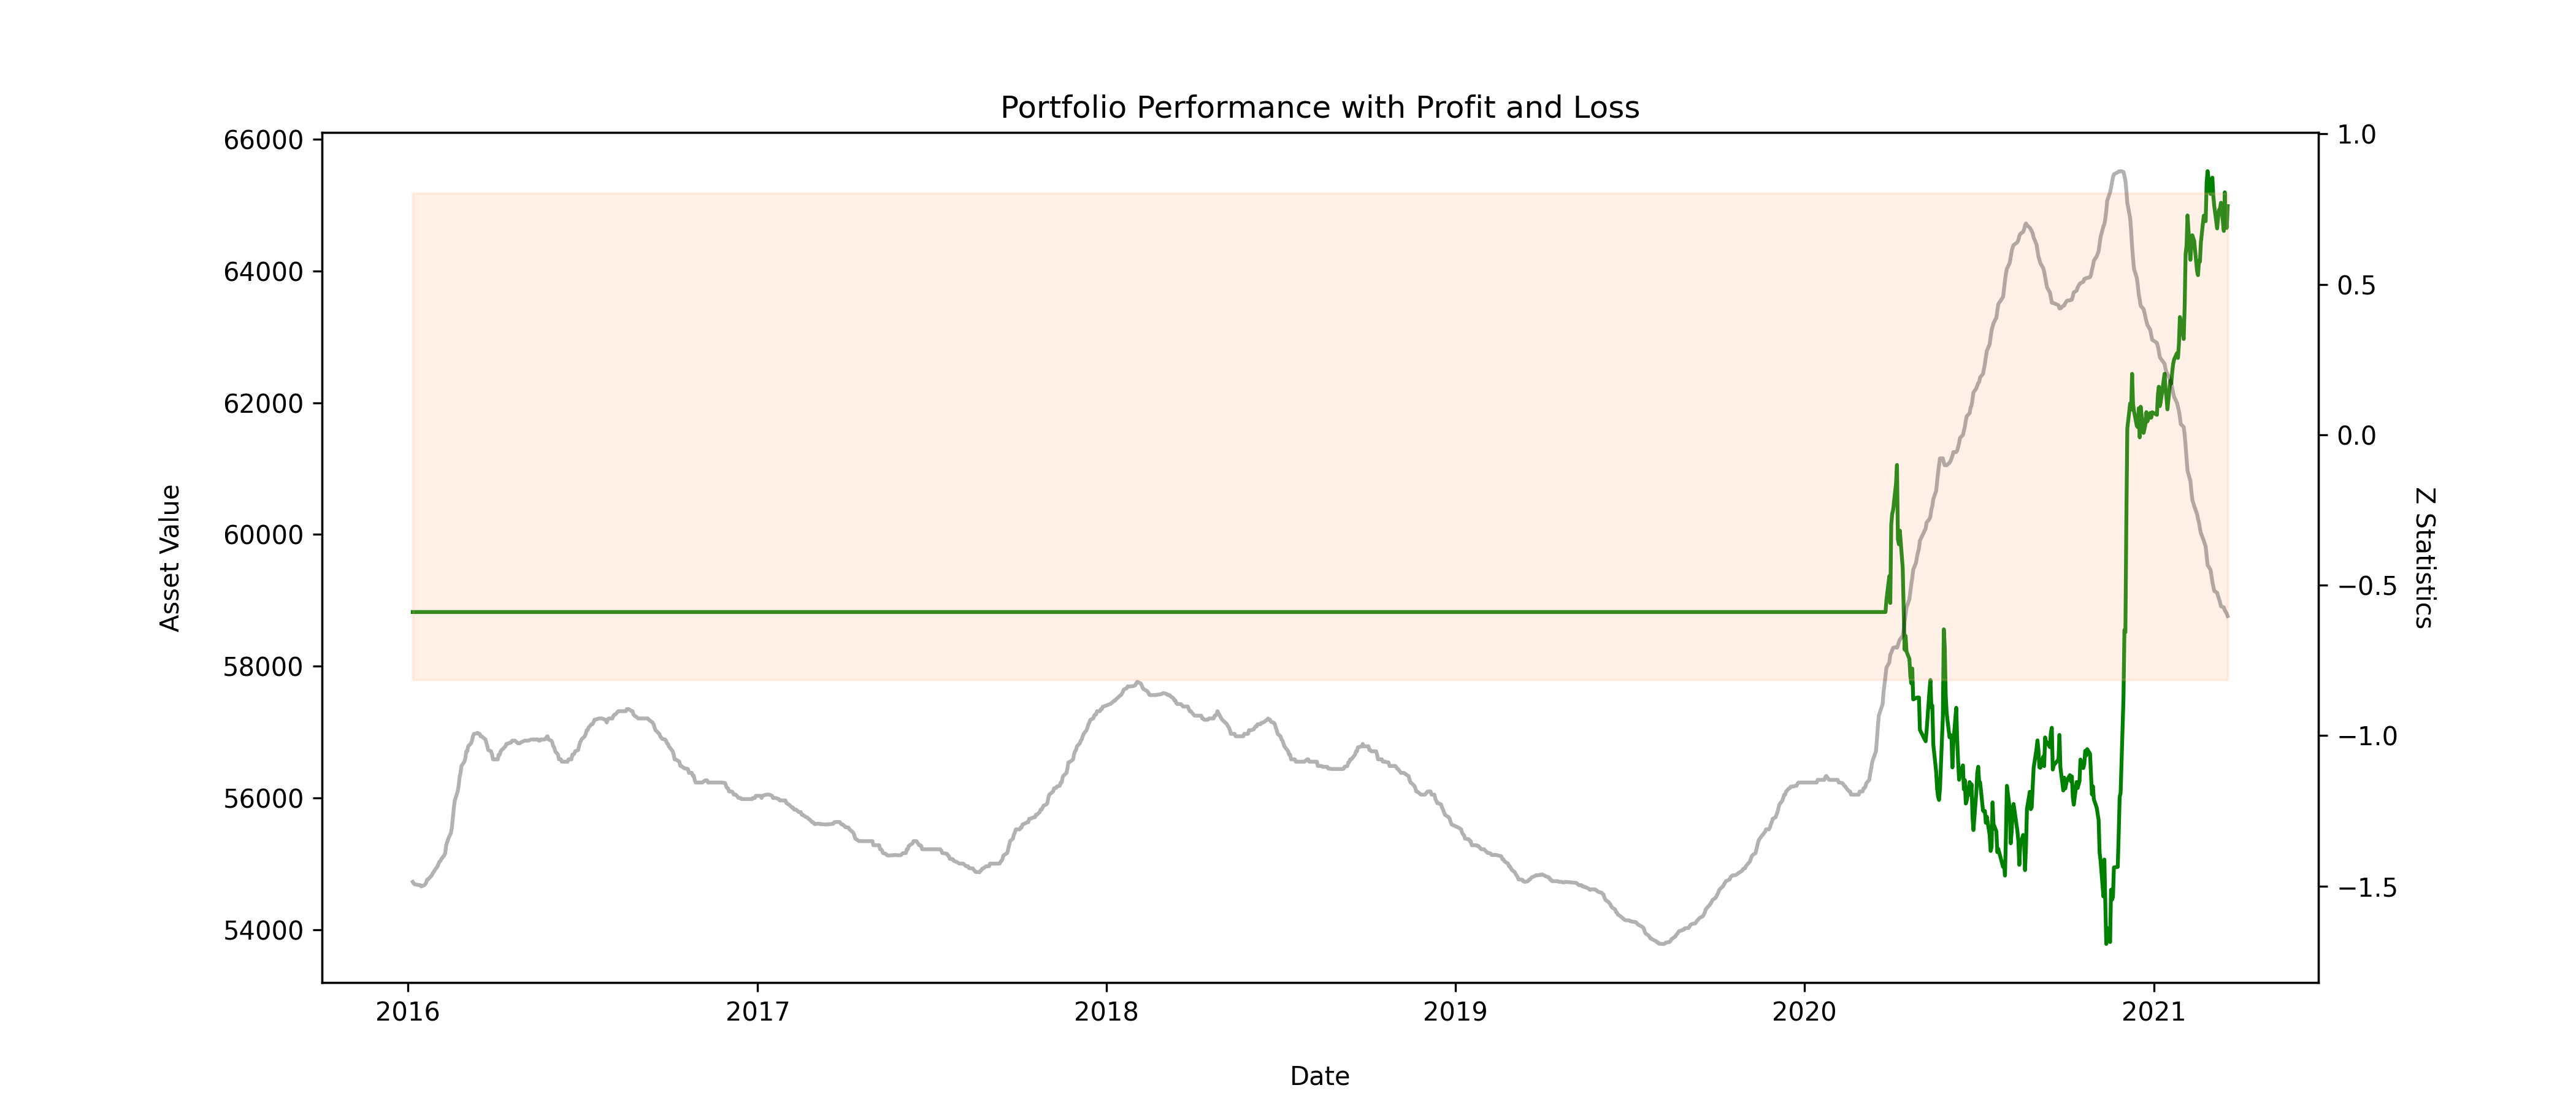 Portfolio Performance with Profit and Loss
66000
64000
62000
60000
58000
56000
54000
Asset Value
1.0
0.5
0.0
−0.5
−1.0
−1.5
Z Statistics
2016 2017 2018 2019 2020 2021
Date